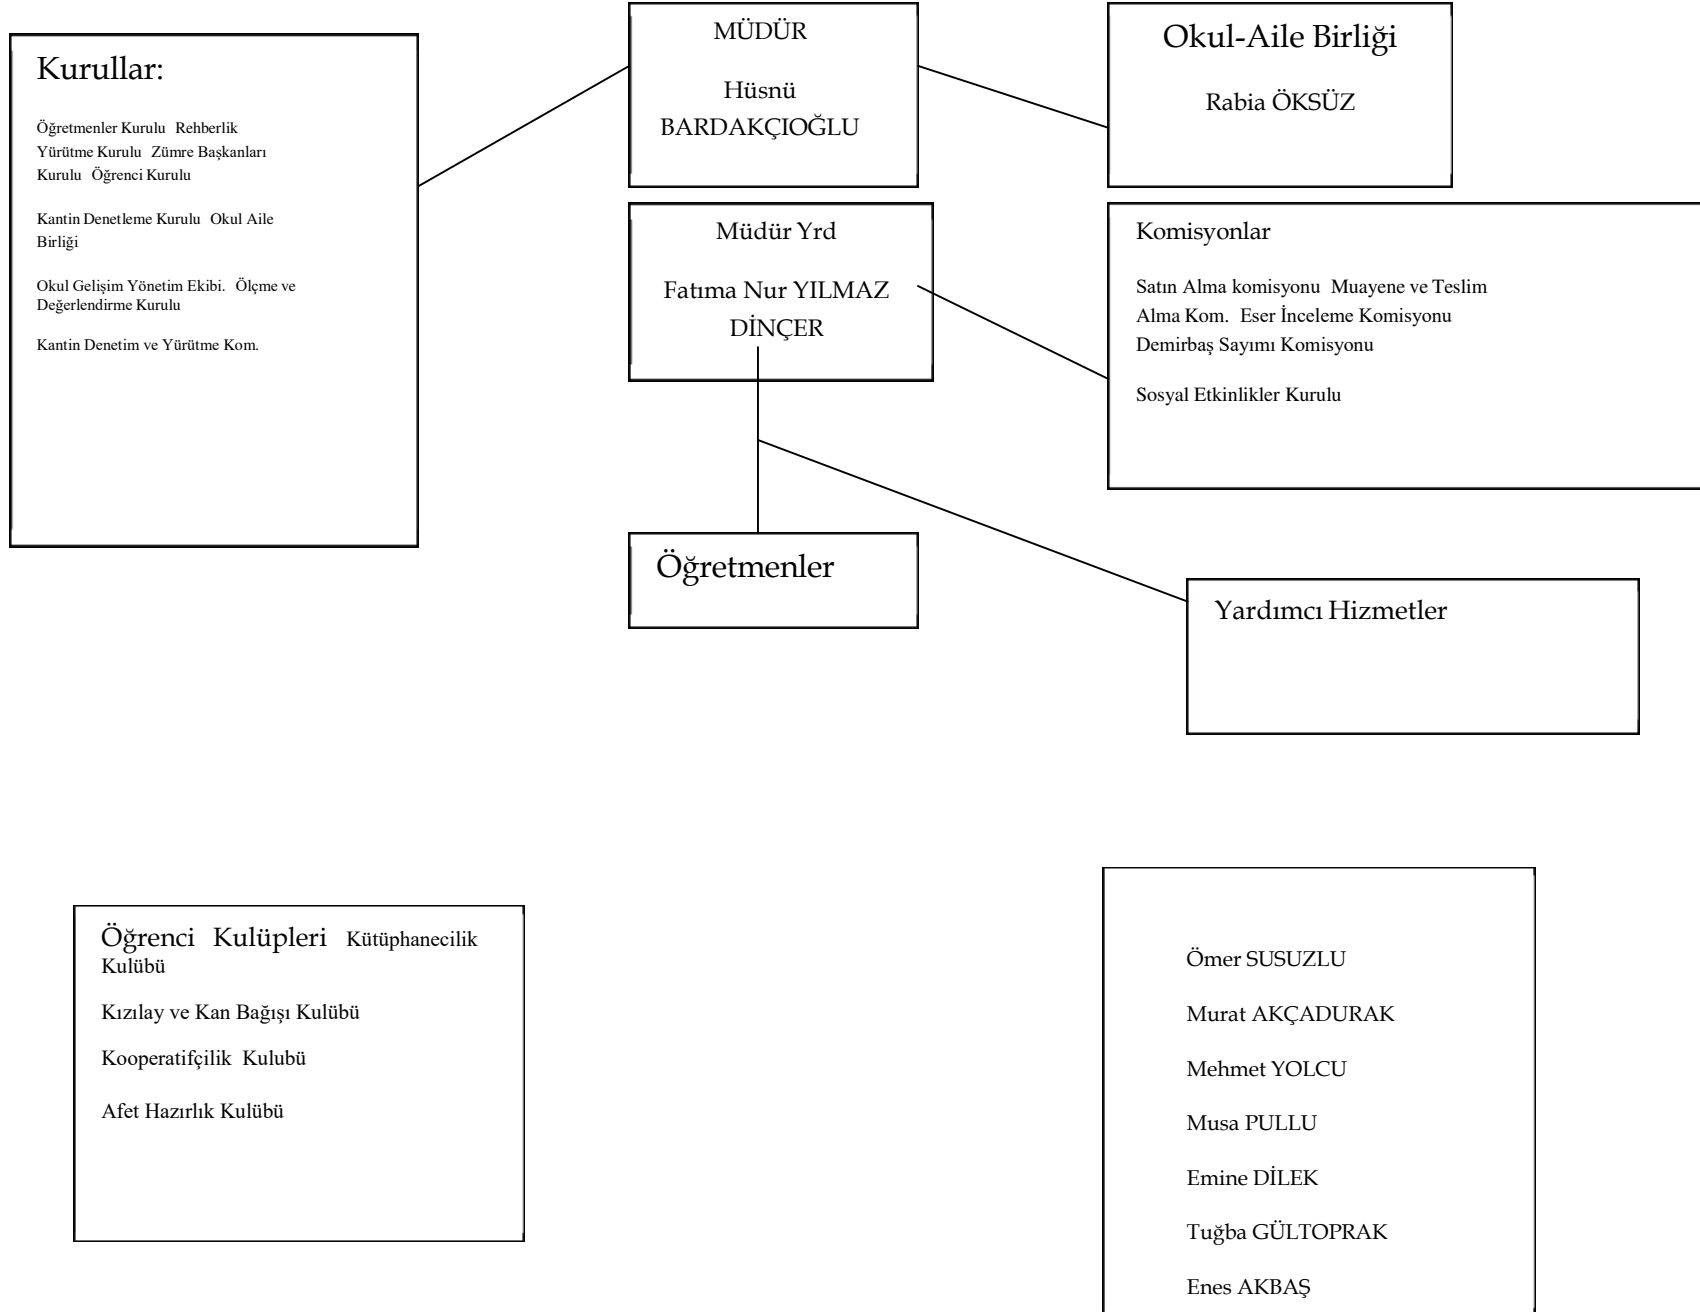 Kurullar:
Öğretmenler Kurulu Rehberlik
Yürütme Kurulu Zümre Başkanları
Kurulu Öğrenci Kurulu
Kantin Denetleme Kurulu Okul Aile
Birliği
Okul Gelişim Yönetim Ekibi. Ölçme ve
Değerlendirme Kurulu
Kantin Denetim ve Yürütme Kom.
MÜDÜR
Hüsnü
BARDAKÇIOĞLU
Okul-Aile Birliği
Rabia ÖKSÜZ
Müdür Yrd
Fatıma Nur YILMAZ
DİNÇER
Komisyonlar
Satın Alma komisyonu Muayene ve Teslim
Alma Kom. Eser İnceleme Komisyonu
Demirbaş Sayımı Komisyonu
Sosyal Etkinlikler Kurulu
Öğretmenler
Yardımcı Hizmetler
Öğrenci Kulüpleri Kütüphanecilik
Kulübü
Kızılay ve Kan Bağışı Kulübü
Kooperatifçilik Kulubü
Afet Hazırlık Kulübü
Ömer SUSUZLU
Murat AKÇADURAK
Mehmet YOLCU
Musa PULLU
Emine DİLEK
Tuğba GÜLTOPRAK
Enes AKBAŞ